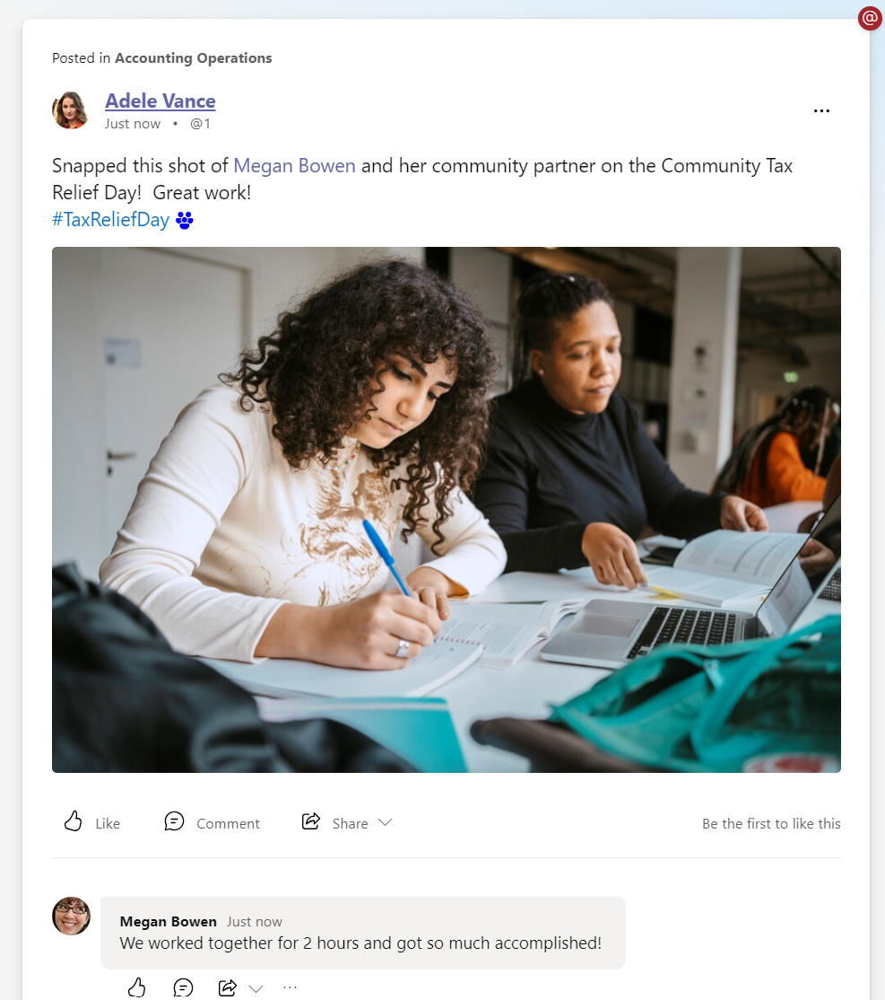 @
Posted in Accounting Operations
Adele Vance
Just now • @1
...
Snapped this shot of Megan Bowen and her community partner on the Community Tax
Relief Day!  Great work!
#TaxReliefDay
Like
Comment
Share
Be the first to like this
Megan Bowen Just now
We worked together for 2 hours and got so much accomplished!
...